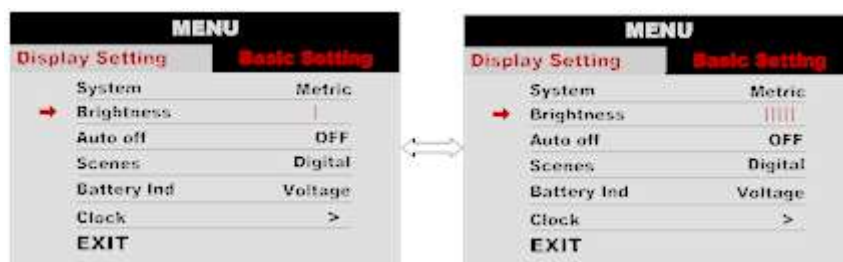 MENU
Display Setting Basic Setting
System Metric
Brightness |
Auto off OFF
Scenes Digital
Battery Ind Voltage
Clock >
EXIT
MENU
Display Setting Basic Setting
System Metric
Brightness |||||
Auto off OFF
Scenes Digital
Battery Ind Voltage
Clock >
EXIT